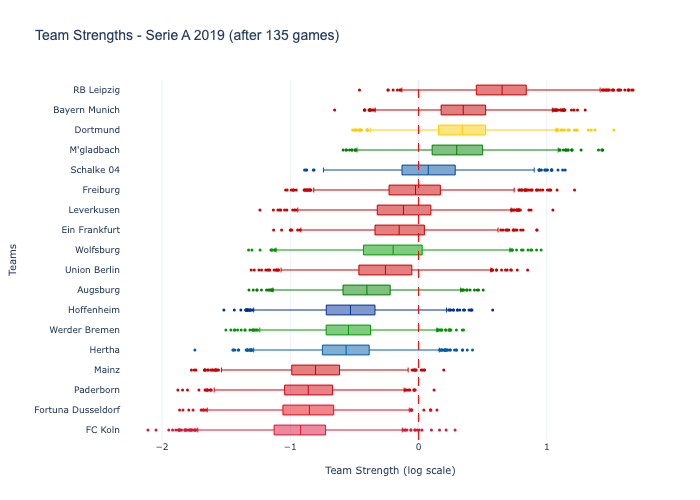 Team Strengths - Serie A 2019 (after 135 games)
RB Leipzig
Bayern Munich
Dortmund
M'gladbach
Schalke 04
Freiburg
Leverkusen
Ein Frankfurt
Wolfsburg
Union Berlin
Augsburg
Hoffenheim
Werder Bremen
Hertha
Mainz
Paderborn
Fortuna Dusseldorf
FC Koln
Teams
−2 −1 0 1
Team Strength (log scale)